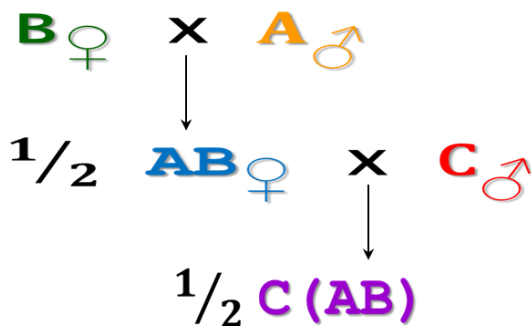 B♀ X A♂
1/2 AB♀ X C♂
1/2 C(AB)